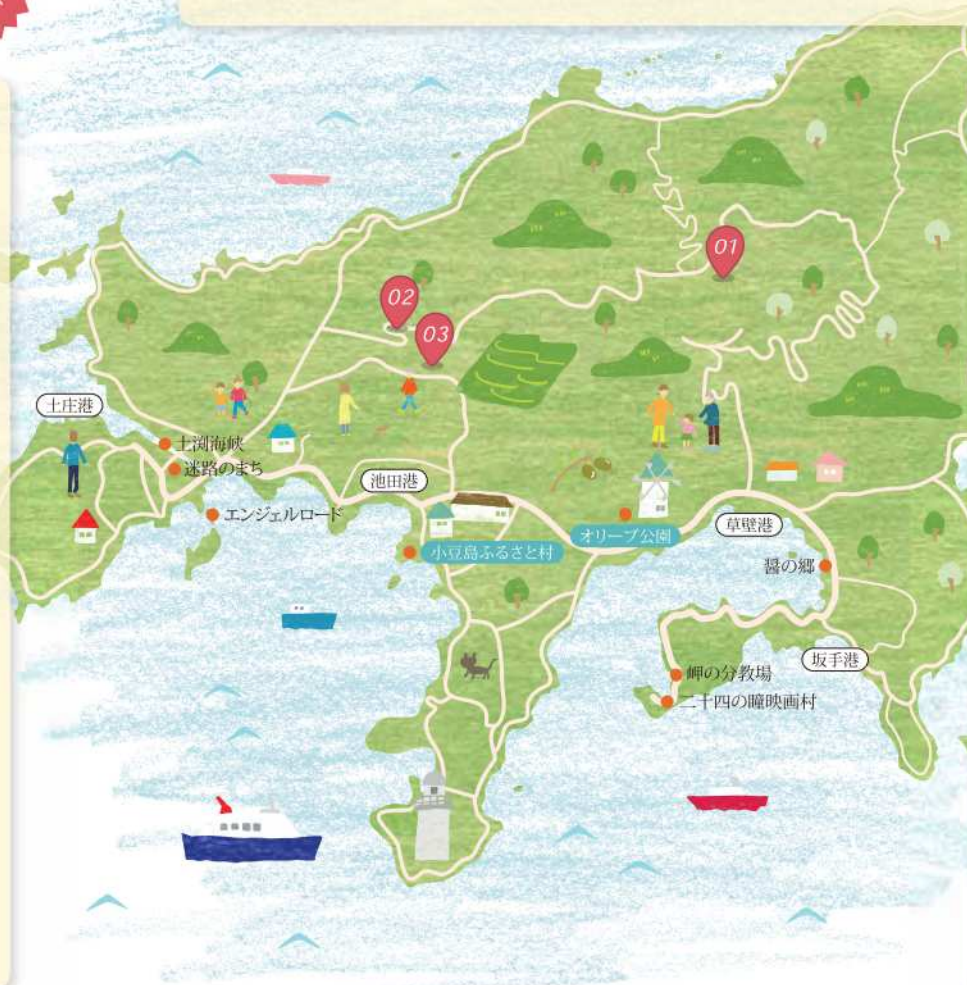 01
02
03
土庄港
土渕海峡
迷路のまち
池田港
エンジェルロード
オリーブ公園
草壁港
小豆島ふるさと村
醤の郷
坂手港
岬の分教場
二十四の瞳映画村